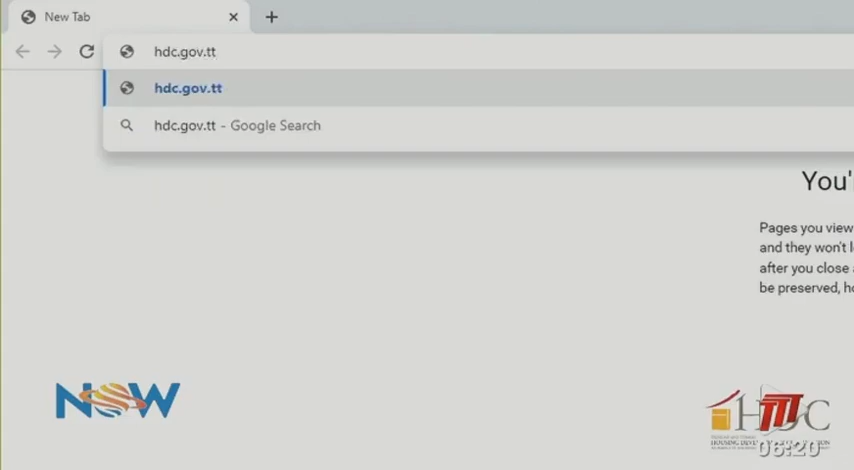 New Tab
hdc.gov.tt
hdc.gov.tt
hdc.gov.tt - Google Search
You'
Pages you view
and they won't l
after you close
be preserved, ho
NOW
HDC
06:20